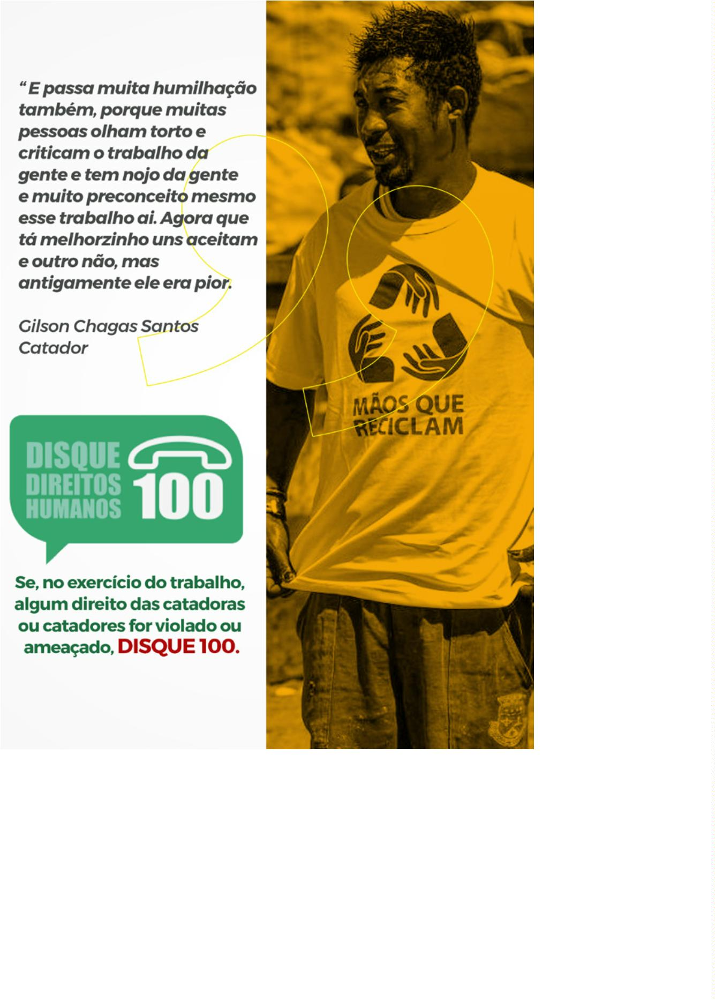 “ E passa muita humilhação
também, porque muitas
pessoas olham torto e
criticam o trabalho da
gente e tem nojo da gente
e muito preconceito mesmo
esse trabalho ai. Agora que
tá melhorzinho uns aceitam
e outro não, mas
antigamente ele era pior.
Gilson Chagas Santos
Catador
DISQUE
DIREITOS
HUMANOS
100
Se, no exercício do trabalho,
algum direito das catadoras
ou catadores for violado ou
ameaçado, DISQUE 100.
MÃOS QUE
RECICLAM